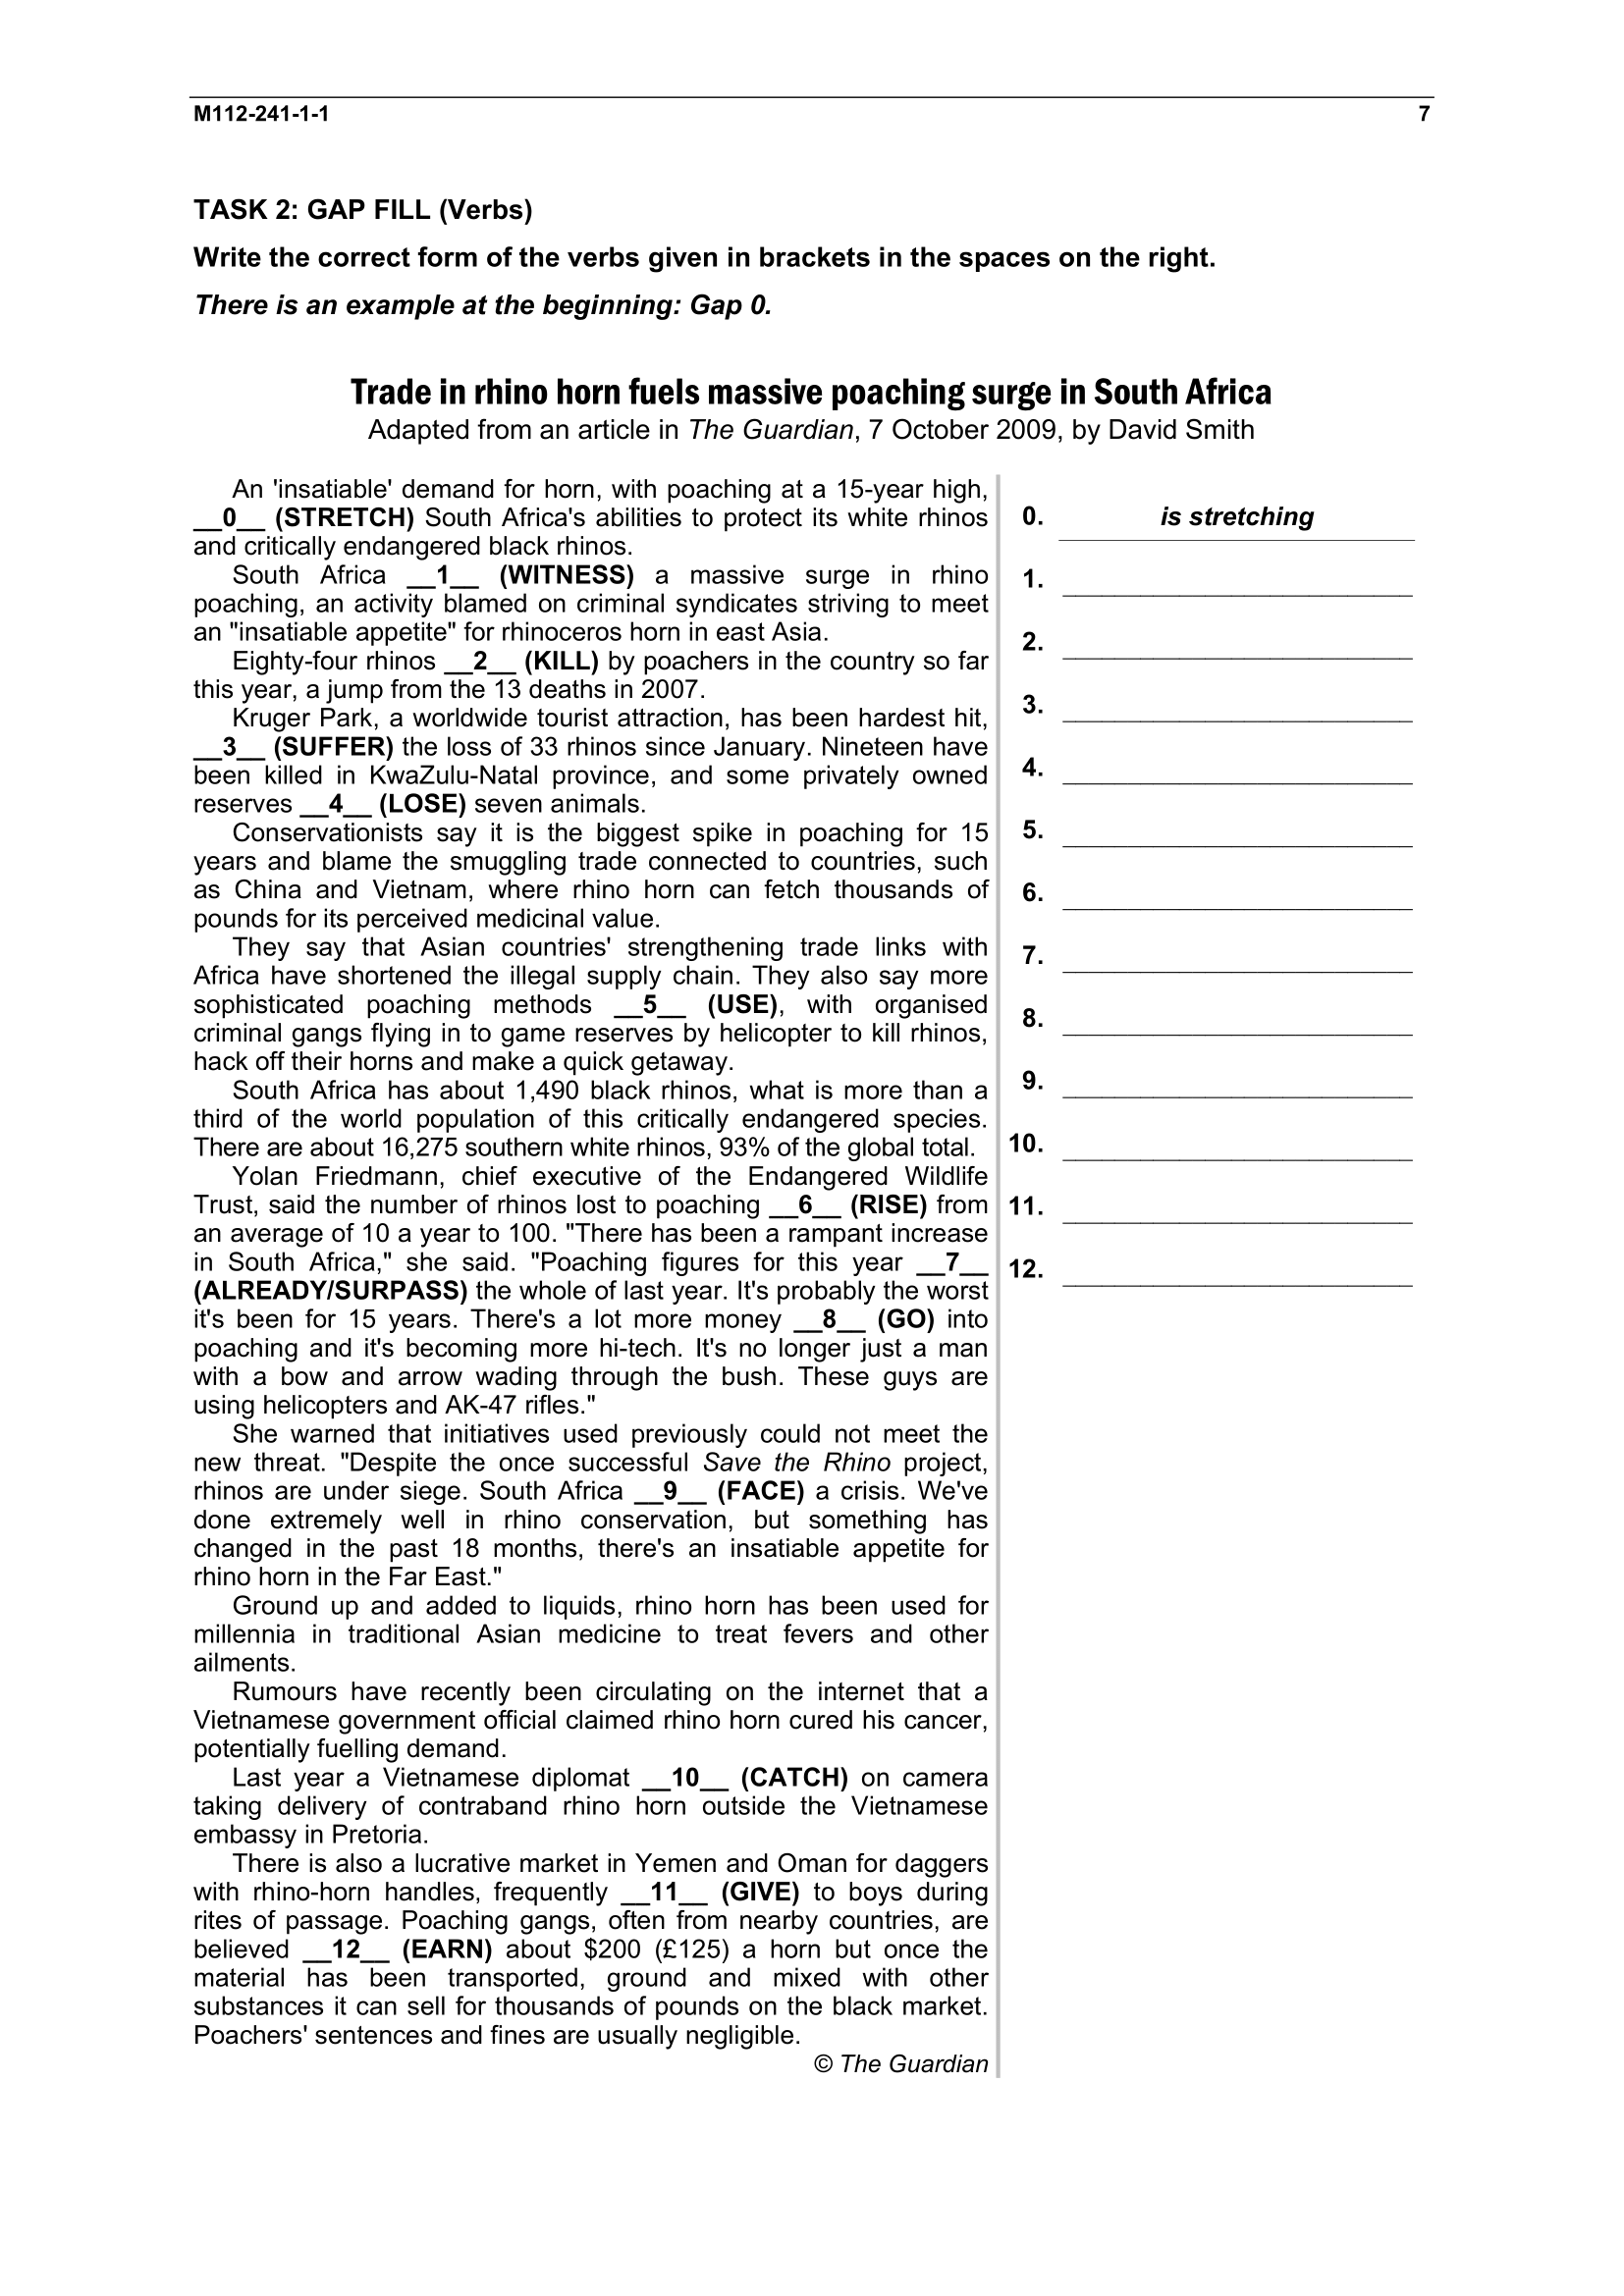 M112-241-1-1 7
TASK 2: GAP FILL (Verbs)
Write the correct form of the verbs given in brackets in the spaces on the right.
There is an example at the beginning: Gap 0.
Trade in rhino horn fuels massive poaching surge in South Africa
Adapted from an article in The Guardian, 7 October 2009, by David Smith
An 'insatiable' demand for horn, with poaching at a 15-year high,
__0__ (STRETCH) South Africa's abilities to protect its white rhinos
and critically endangered black rhinos.
South Africa __1__ (WITNESS) a massive surge in rhino
poaching, an activity blamed on criminal syndicates striving to meet
an "insatiable appetite" for rhinoceros horn in east Asia.
Eighty-four rhinos __2__ (KILL) by poachers in the country so far
this year, a jump from the 13 deaths in 2007.
Kruger Park, a worldwide tourist attraction, has been hardest hit,
__3__ (SUFFER) the loss of 33 rhinos since January. Nineteen have
been killed in KwaZulu-Natal province, and some privately owned
reserves __4__ (LOSE) seven animals.
Conservationists say it is the biggest spike in poaching for 15
years and blame the smuggling trade connected to countries, such
as China and Vietnam, where rhino horn can fetch thousands of
pounds for its perceived medicinal value.
They say that Asian countries' strengthening trade links with
Africa have shortened the illegal supply chain. They also say more
sophisticated poaching methods __5__ (USE), with organised
criminal gangs flying in to game reserves by helicopter to kill rhinos,
hack off their horns and make a quick getaway.
South Africa has about 1,490 black rhinos, what is more than a
third of the world population of this critically endangered species.
There are about 16,275 southern white rhinos, 93% of the global total.
Yolan Friedmann, chief executive of the Endangered Wildlife
Trust, said the number of rhinos lost to poaching __6__ (RISE) from
an average of 10 a year to 100. "There has been a rampant increase
in South Africa," she said. "Poaching figures for this year __7__
(ALREADY/SURPASS) the whole of last year. It's probably the worst
it's been for 15 years. There's a lot more money __8__ (GO) into
poaching and it's becoming more hi-tech. It's no longer just a man
with a bow and arrow wading through the bush. These guys are
using helicopters and AK-47 rifles."
She warned that initiatives used previously could not meet the
new threat. "Despite the once successful Save the Rhino project,
rhinos are under siege. South Africa __9__ (FACE) a crisis. We've
done extremely well in rhino conservation, but something has
changed in the past 18 months, there's an insatiable appetite for
rhino horn in the Far East."
Ground up and added to liquids, rhino horn has been used for
millennia in traditional Asian medicine to treat fevers and other
ailments.
Rumours have recently been circulating on the internet that a
Vietnamese government official claimed rhino horn cured his cancer,
potentially fuelling demand.
Last year a Vietnamese diplomat __10__ (CATCH) on camera
taking delivery of contraband rhino horn outside the Vietnamese
embassy in Pretoria.
There is also a lucrative market in Yemen and Oman for daggers
with rhino-horn handles, frequently __11__ (GIVE) to boys during
rites of passage. Poaching gangs, often from nearby countries, are
believed __12__ (EARN) about $200 (£125) a horn but once the
material has been transported, ground and mixed with other
substances it can sell for thousands of pounds on the black market.
Poachers' sentences and fines are usually negligible.
© The Guardian
0. is stretching
1.
2.
3.
4.
5.
6.
7.
8.
9.
10.
11.
12.